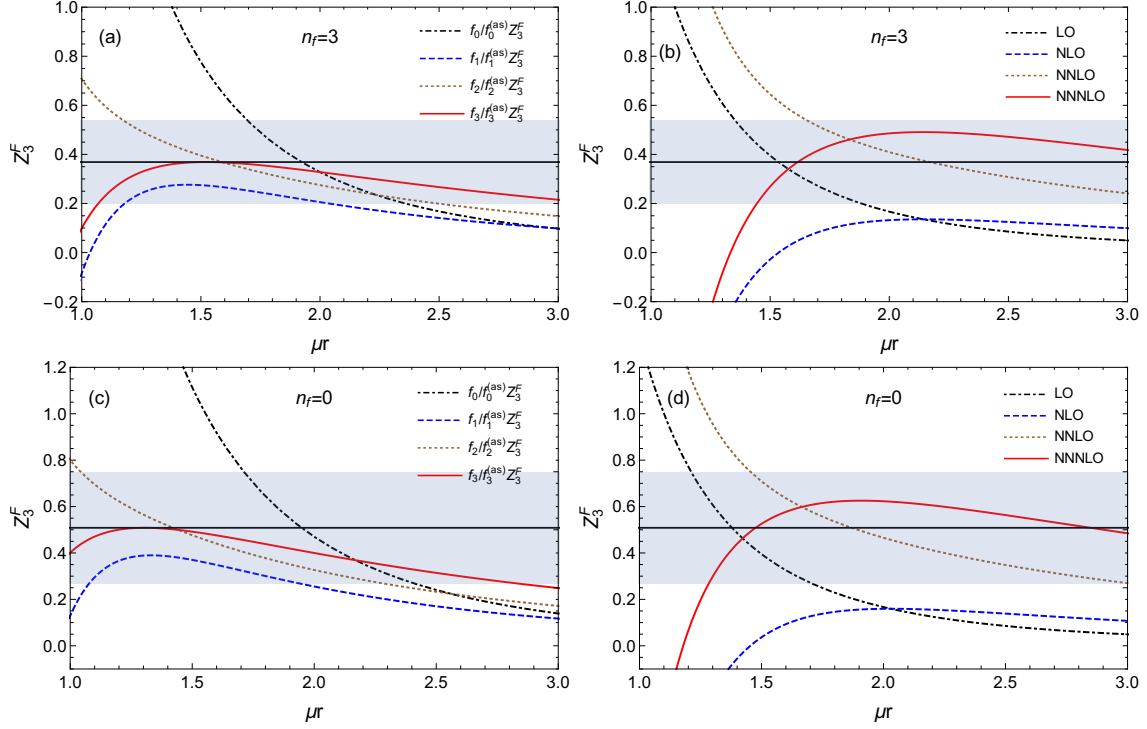 (a)
n_f=3
f_0/f_0^(as) Z_3^F
f_1/f_1^(as) Z_3^F
f_2/f_2^(as) Z_3^F
f_3/f_3^(as) Z_3^F
1.0
0.8
0.6
0.4
0.2
0.0
-0.2
Z_3^F
1.0 1.5 2.0 2.5 3.0
μr
(b)
n_f=3
LO
NLO
NNLO
NNNLO
1.0
0.8
0.6
0.4
0.2
0.0
-0.2
Z_3^F
1.0 1.5 2.0 2.5 3.0
μr
(c)
n_f=0
f_0/f_0^(as) Z_3^F
f_1/f_1^(as) Z_3^F
f_2/f_2^(as) Z_3^F
f_3/f_3^(as) Z_3^F
1.2
1.0
0.8
0.6
0.4
0.2
0.0
Z_3^F
1.0 1.5 2.0 2.5 3.0
μr
(d)
n_f=0
LO
NLO
NNLO
NNNLO
1.2
1.0
0.8
0.6
0.4
0.2
0.0
Z_3^F
1.0 1.5 2.0 2.5 3.0
μr